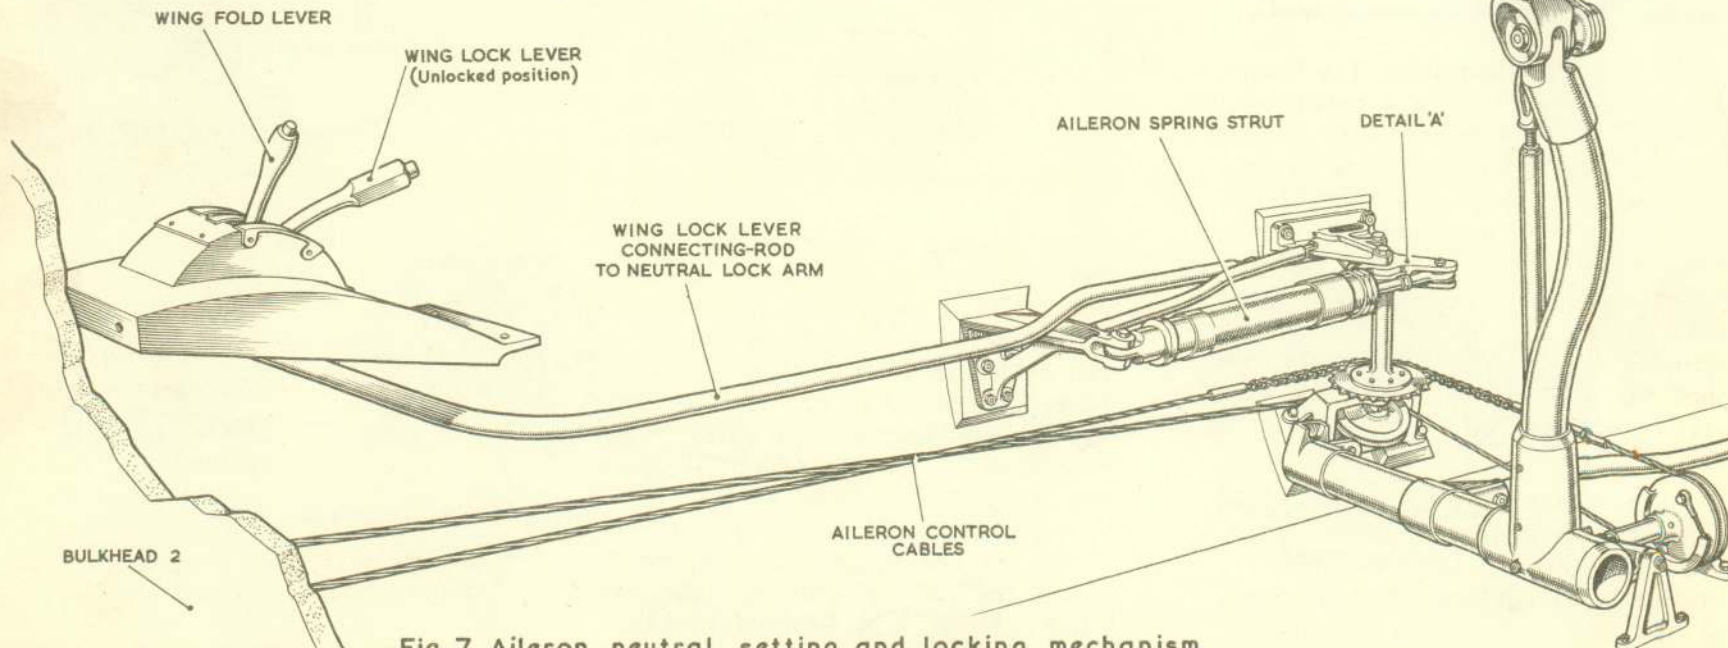 WING FOLD LEVER
WING LOCK LEVER
(Unlocked position)
AILERON SPRING STRUT
DETAIL 'A'
WING LOCK LEVER
CONNECTING-ROD
TO NEUTRAL LOCK ARM
AILERON CONTROL
CABLES
BULKHEAD 2
Fig 7 Aileron neutral setting and locking mechanism